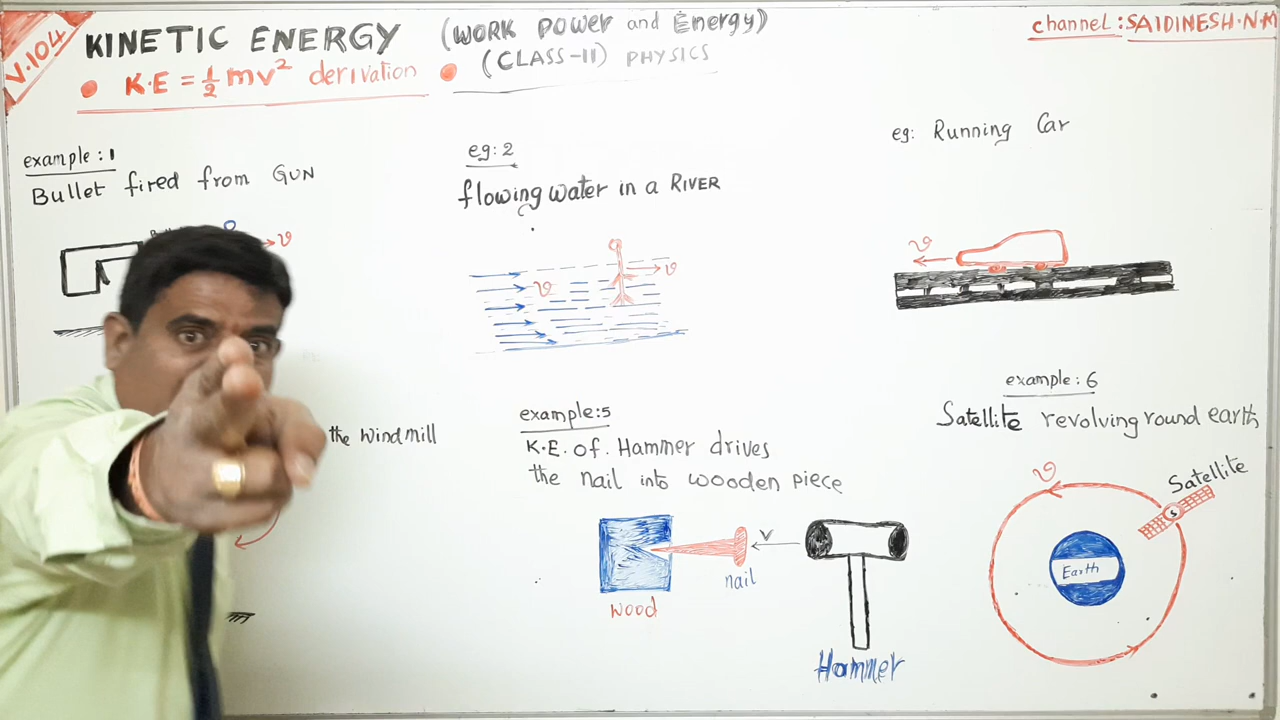 V.104
KINETIC ENERGY (WORK POWER and Energy)
• K.E = ½ mv² derivation • (CLASS-11) PHYSICS
channel: SAIDINESH.N.M
example: 1
Bullet fired from GUN
v
eg: 2
flowing water in a RIVER
v
v
eg: Running Car
v
the windmill
example: 5
K.E. of Hammer drives
the nail into wooden piece
v
nail
wood
Hammer
example: 6
Satellite revolving round earth
v
Satellite
S
Earth